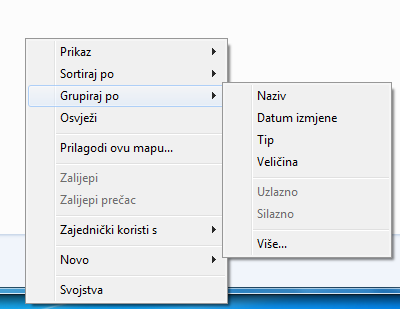 Prikaz
Sortiraj po
Grupiraj po
Osvježi
Prilagodi ovu mapu...
Zalijepi
Zalijepi prečac
Zajednički koristi s
Novo
Svojstva
Naziv
Datum izmjene
Tip
Veličina
Uzlazno
Silazno
Više...